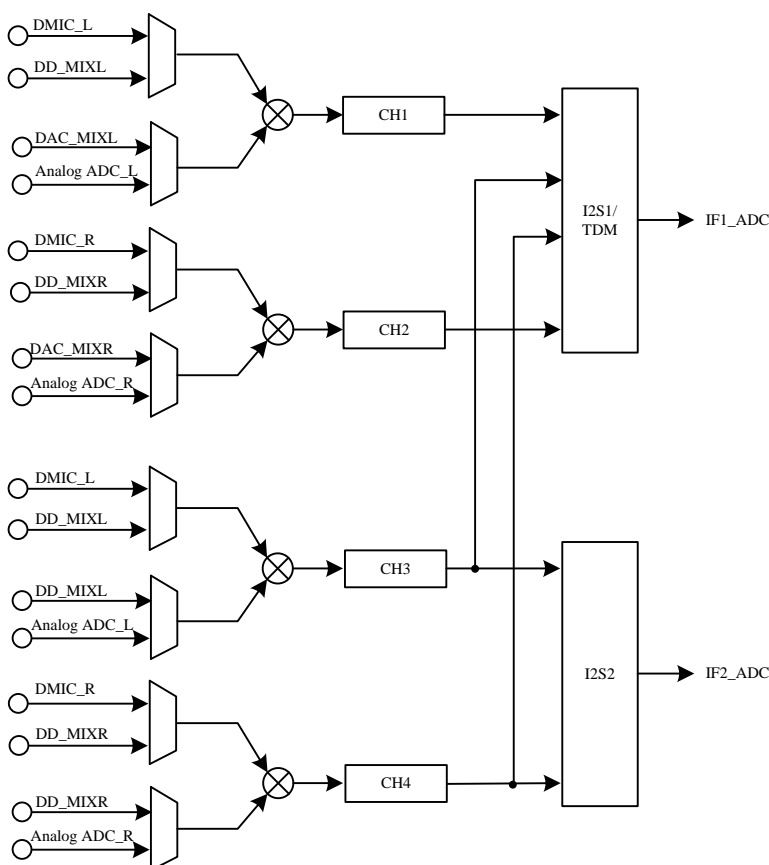 DMIC_L
DD_MIXL
DAC_MIXL
Analog ADC_L
CH1
DMIC_R
DD_MIXR
DAC_MIXR
Analog ADC_R
CH2
I2S1/
TDM
IF1_ADC
DMIC_L
DD_MIXL
DD_MIXL
Analog ADC_L
CH3
DMIC_R
DD_MIXR
DD_MIXR
Analog ADC_R
CH4
I2S2
IF2_ADC